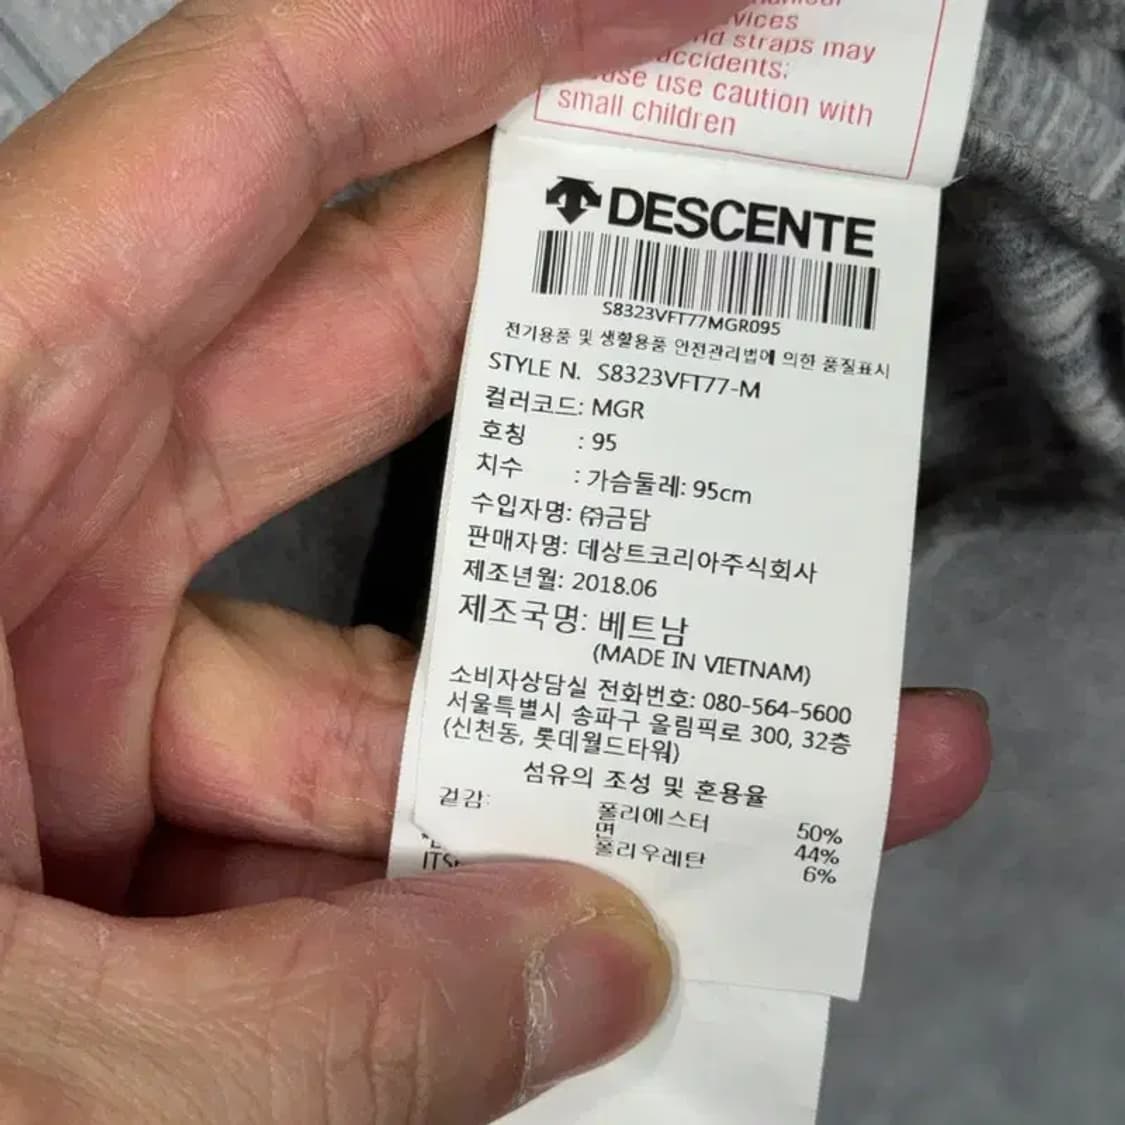 vices
nd straps may
accidents;
use use caution with
small children
DESCENTE
S8323VFT77MGR095
전기용품 및 생활용품 안전관리법에 의한 품질표시
STYLE N. S8323VFT77-M
컬러코드: MGR
호칭 : 95
치수 : 가슴둘레: 95cm
수입자명: ㈜금담
판매자명: 데상트코리아주식회사
제조년월: 2018.06
제조국명: 베트남
(MADE IN VIETNAM)
소비자상담실 전화번호: 080-564-5600
서울특별시 송파구 올림픽로 300, 32층
(신천동, 롯데월드타워)
섬유의 조성 및 혼용율
겉감: 폴리에스터 50%
면 44%
폴리우레탄 6%